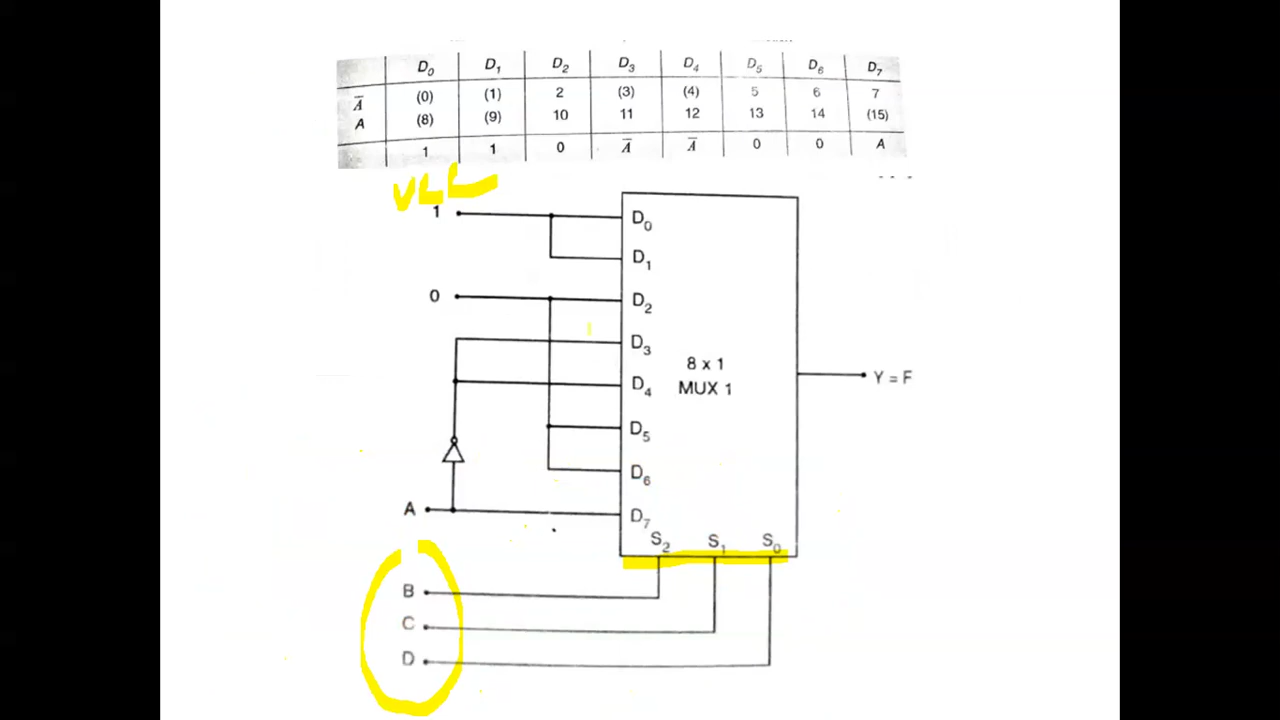 D₀ D₁ D₂ D₃ D₄ D₅ D₆ D₇
A̅ (0) (1) 2 (3) (4) 5 6 7
A (8) (9) 10 11 12 13 14 (15)
1 1 0 A̅ A̅ 0 0 A
VCC
1
D₀
D₁
0
D₂
D₃
8 x 1
D₄
MUX 1
Y = F
D₅
D₆
A
D₇
S₂ S₁ S₀
B
C
D